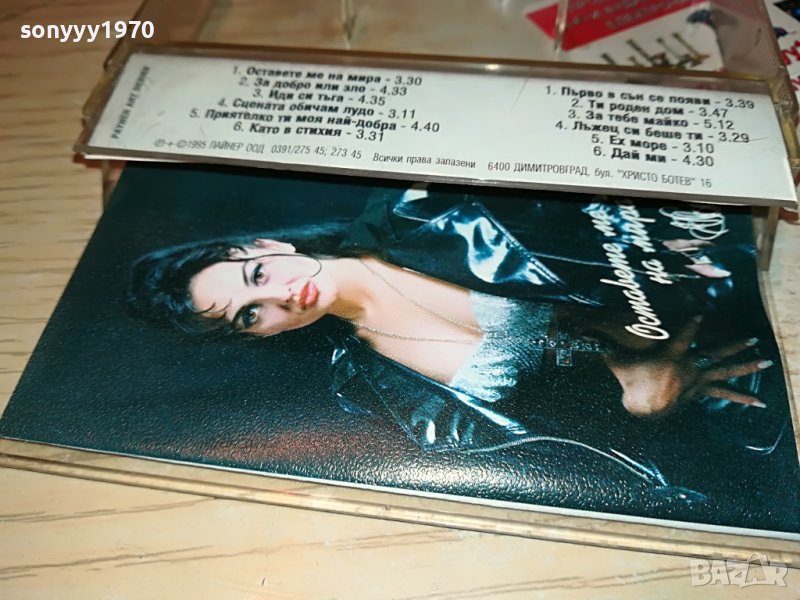 sonyyy1970
PAYNER ART DESIGN
1. Оставете ме на мира - 3.30
2. За добро или зло - 4.33
3. Иди си тъга - 4.35
4. Сцената обичам лудо - 3.11
5. Приятелко ти моя най-добра - 4.40
6. Като в стихия - 3.31
1. Първо в сън се появи - 3.39
2. Ти роден дом - 3.47
3. За тебе майко - 5.12
4. Лъжец си беше ти - 3.29
5. Ех море - 3.10
6. Дай ми - 4.30
℗ + © 1995 ПАЙНЕР ООД 0391/275 45; 273 45 Всички права запазени 6400 ДИМИТРОВГРАД, бул. "ХРИСТО БОТЕВ" 16
Оставете ме
на мира
BAZAR